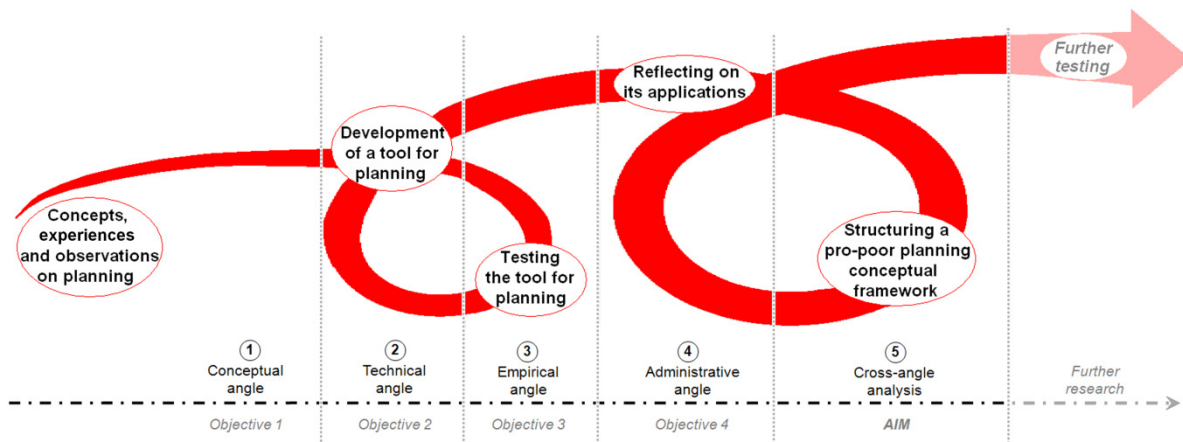 Concepts,
experiences
and observations
on planning
Development
of a tool for
planning
Testing
the tool for
planning
Reflecting on
its applications
Structuring a
pro-poor planning
conceptual
framework
Further
testing
1
Conceptual
angle
2
Technical
angle
3
Empirical
angle
4
Administrative
angle
5
Cross-angle
analysis
Further
research
Objective 1
Objective 2
Objective 3
Objective 4
AIM